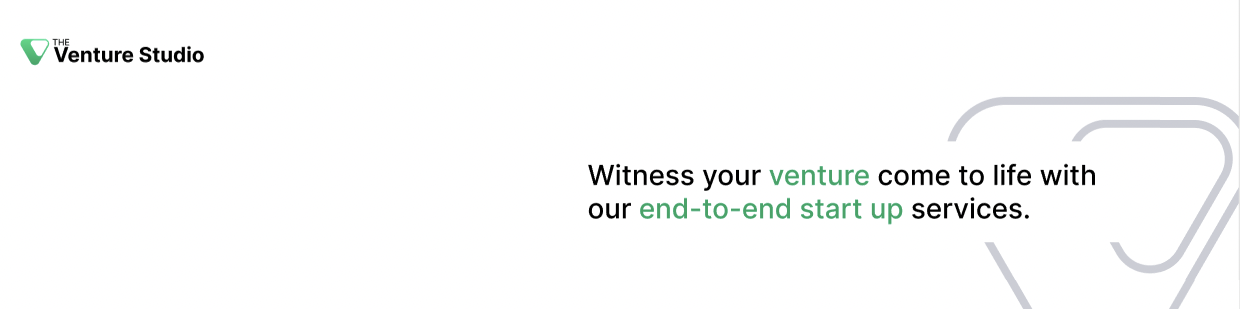 THE
Venture Studio
Witness your venture come to life with
our end-to-end start up services.